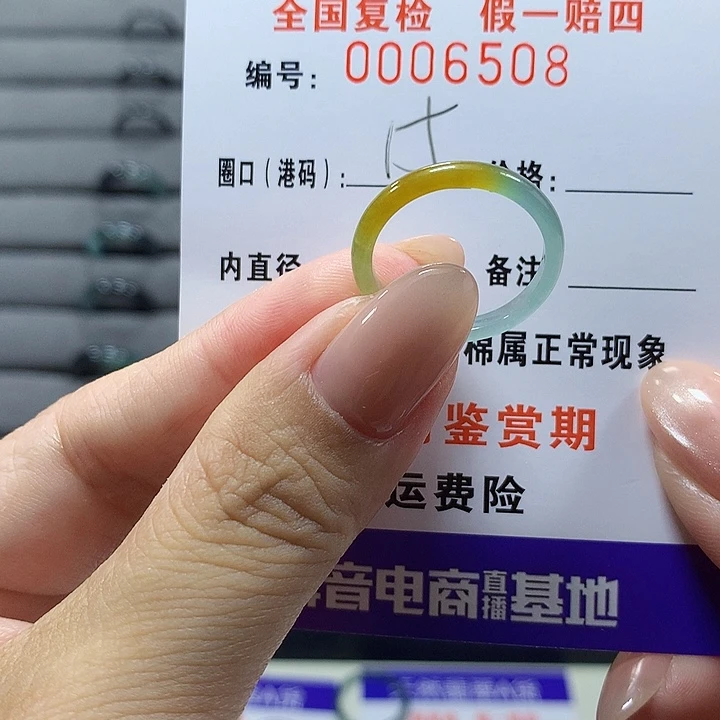 全国复检 假一赔四
编号: 0006508
圈口(港码): 价格:
内直径 备注
棉属正常现象
鉴赏期
运费险
音电商直播基地